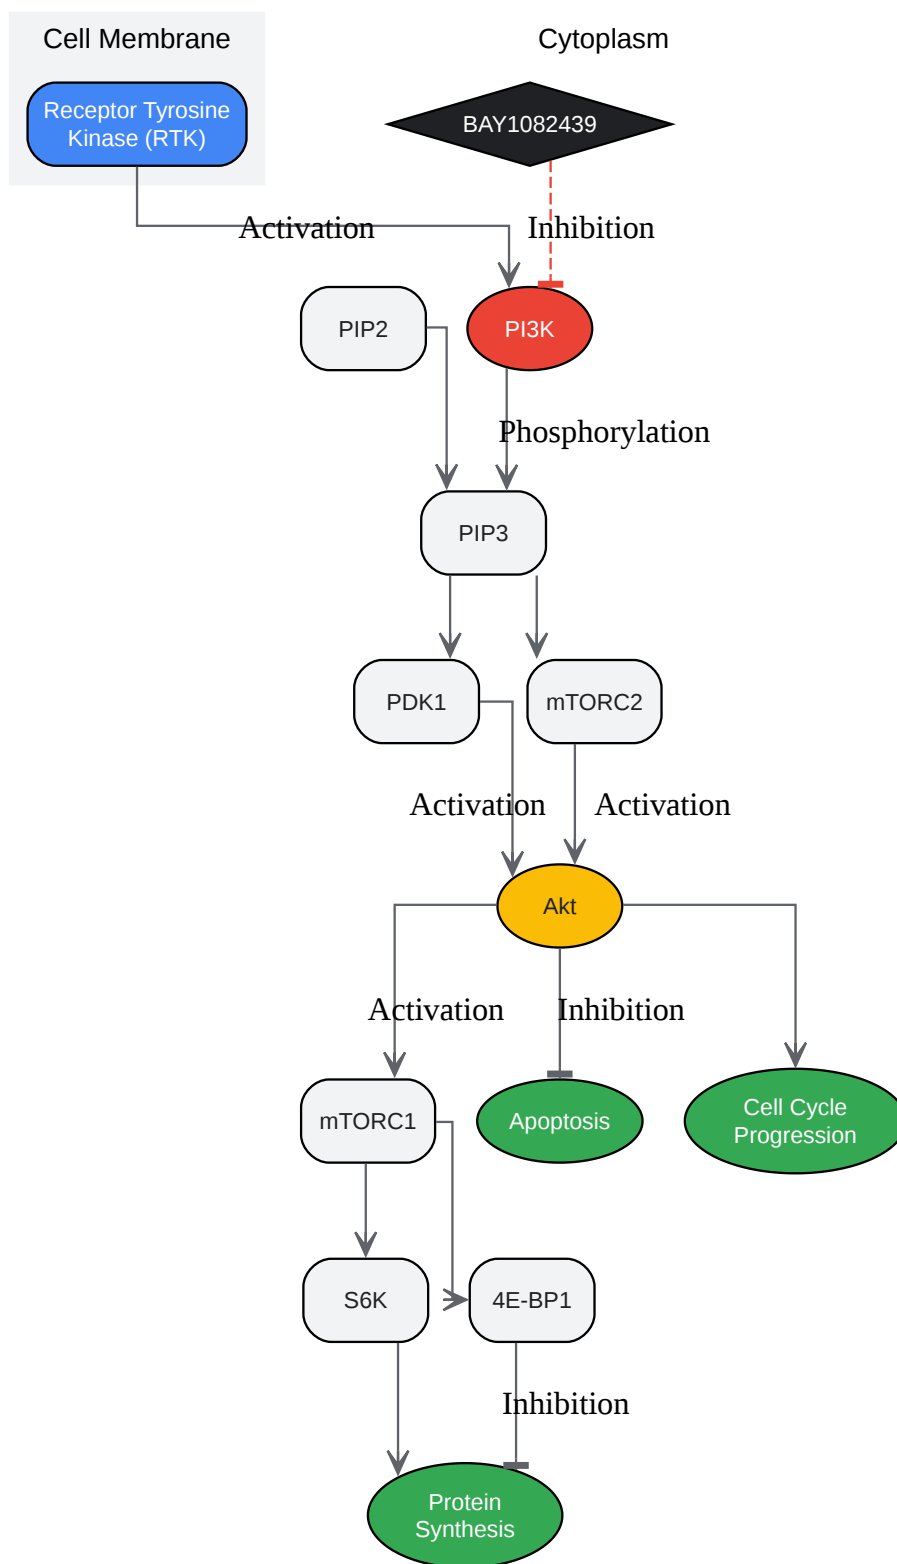 Cell Membrane
Cytoplasm
Receptor Tyrosine
Kinase (RTK)
BAY1082439
Activation
Inhibition
PIP2
PI3K
Phosphorylation
PIP3
PDK1
mTORC2
Activation
Activation
Akt
Activation
Inhibition
mTORC1
Apoptosis
Cell Cycle
Progression
S6K
4E-BP1
Inhibition
Protein
Synthesis